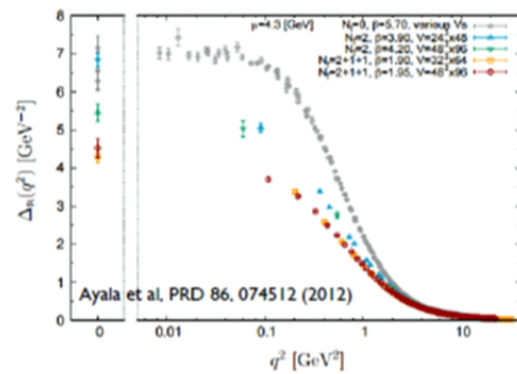 μ=4.3 [GeV]
N_f=0, β=5.70, various Vs
N_f=2, β=3.90, V=24³x48
N_f=2, β=4.20, V=48³x96
N_f=2+1+1, β=1.90, V=32³x64
N_f=2+1+1, β=1.95, V=48³x96
8
7
6
5
4
3
2
1
0
Δ_R(q²) [GeV⁻²]
Ayala et al, PRD 86, 074512 (2012)
0 0.01 0.1 1 10
q² [GeV²]